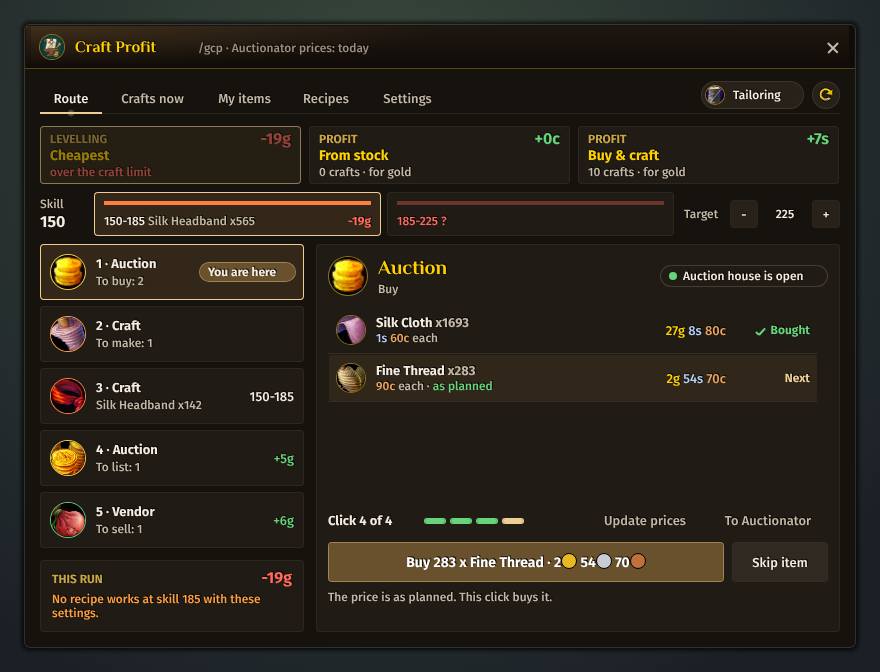 Craft Profit
/gcp · Auctionator prices: today
Route
Crafts now
My items
Recipes
Settings
Tailoring
LEVELLING
-19g
Cheapest
over the craft limit
PROFIT
+0c
From stock
0 crafts · for gold
PROFIT
+7s
Buy & craft
10 crafts · for gold
Skill
150
150-185 Silk Headband x565
-19g
185-225 ?
Target
-
225
+
1 · Auction
To buy: 2
You are here
2 · Craft
To make: 1
3 · Craft
Silk Headband x142
150-185
4 · Auction
To list: 1
+5g
5 · Vendor
To sell: 1
+6g
THIS RUN
-19g
No recipe works at skill 185 with these
settings.
Auction
Buy
Auction house is open
Silk Cloth x1693
1s 60c each
27g 8s 80c
Bought
Fine Thread x283
90c each · as planned
2g 54s 70c
Next
Click 4 of 4
Update prices
To Auctionator
Buy 283 x Fine Thread · 2 54 70
Skip item
The price is as planned. This click buys it.